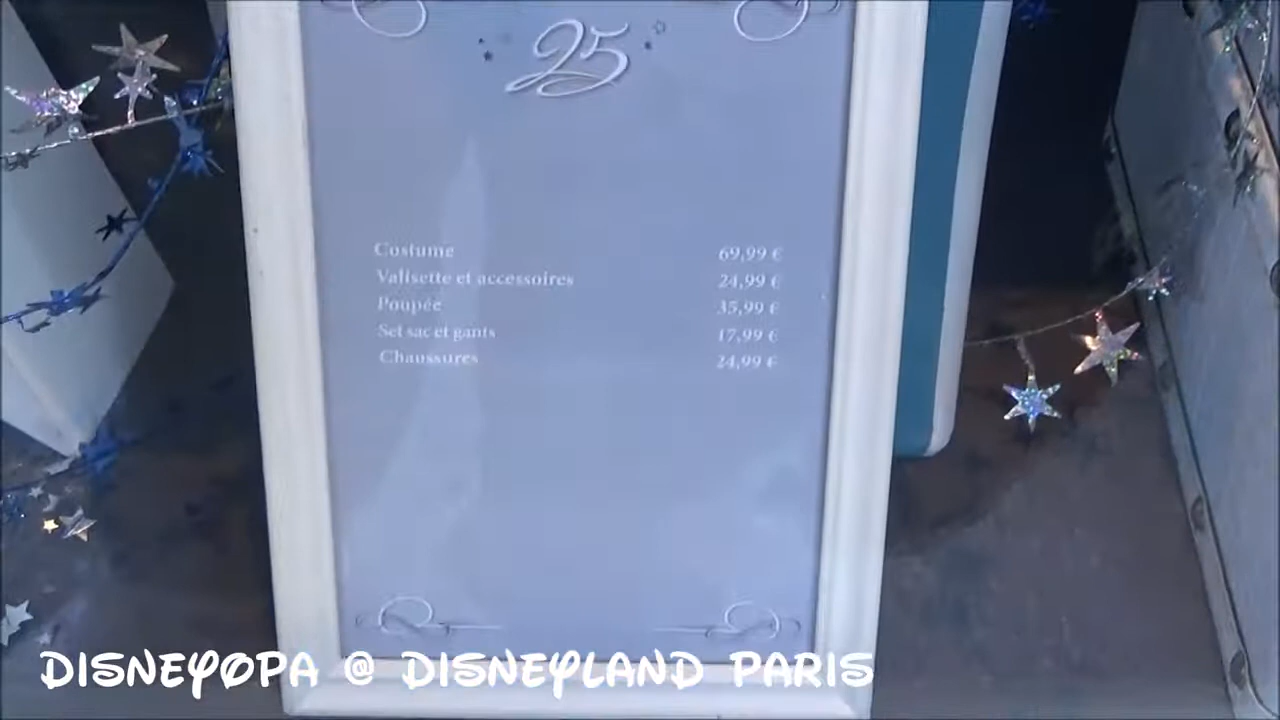 25
Costume 69,99 €
Valisette et accessoires 24,99 €
Poupée 35,99 €
Set sac et gants 17,99 €
Chaussures 24,99 €
DISNEYOPA @ DISNEYLAND PARIS